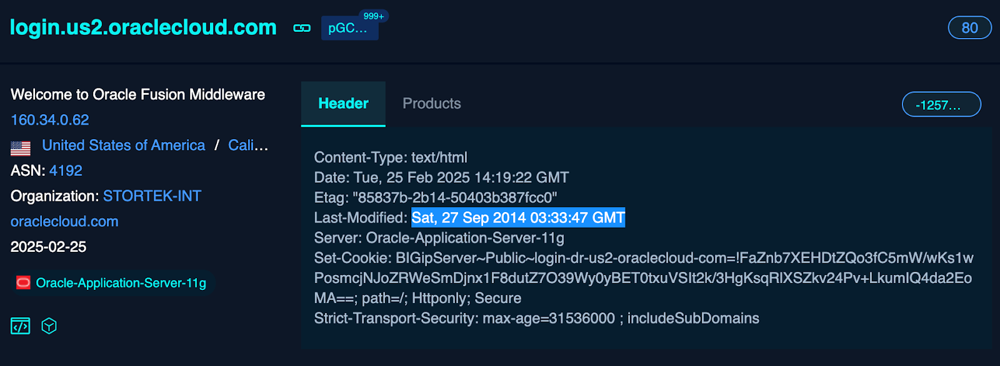 login.us2.oraclecloud.com
pGC...
999+
80
Welcome to Oracle Fusion Middleware
160.34.0.62
United States of America / Cali...
ASN: 4192
Organization: STORTEK-INT
oraclecloud.com
2025-02-25
Oracle-Application-Server-11g
Header
Products
-1257...
Content-Type: text/html
Date: Tue, 25 Feb 2025 14:19:22 GMT
Etag: "85837b-2b14-50403b387fcc0"
Last-Modified: Sat, 27 Sep 2014 03:33:47 GMT
Server: Oracle-Application-Server-11g
Set-Cookie: BIGipServer~Public~login-dr-us2-oraclecloud-com=!FaZnb7XEHDtZQo3fC5mW/wKs1w
PosmcjNJoZRWeSmDjnx1F8dutZ7O39Wy0yBET0txuVSIt2k/3HgKsqRlXSZkv24Pv+LkumIQ4da2Eo
MA==; path=/; Httponly; Secure
Strict-Transport-Security: max-age=31536000 ; includeSubDomains